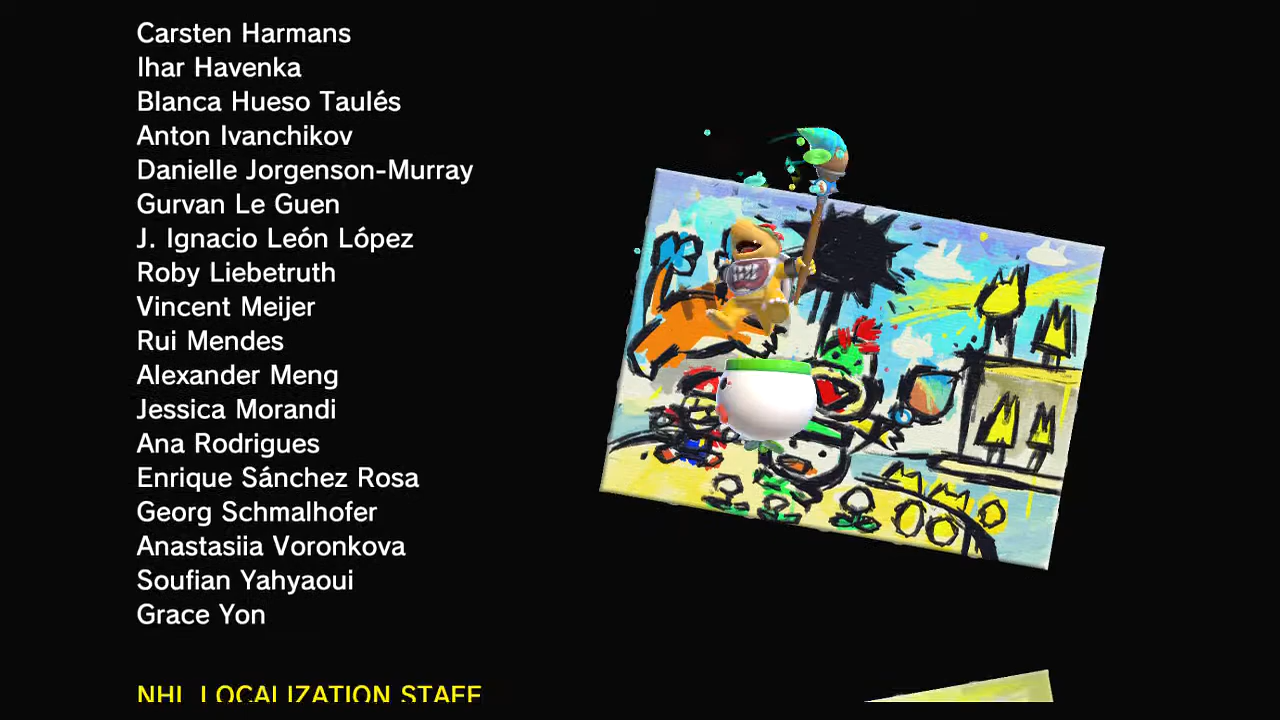 Carsten Harmans
Ihar Havenka
Blanca Hueso Taulés
Anton Ivanchikov
Danielle Jorgenson-Murray
Gurvan Le Guen
J. Ignacio León López
Roby Liebetruth
Vincent Meijer
Rui Mendes
Alexander Meng
Jessica Morandi
Ana Rodrigues
Enrique Sánchez Rosa
Georg Schmalhofer
Anastasiia Voronkova
Soufian Yahyaoui
Grace Yon
NHL LOCALIZATION STAFF